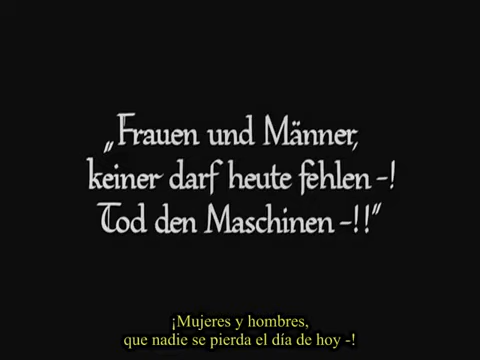 „Frauen und Männer,
keiner darf heute fehlen -!
Tod den Maschinen -!!"
¡Mujeres y hombres,
que nadie se pierda el día de hoy -!